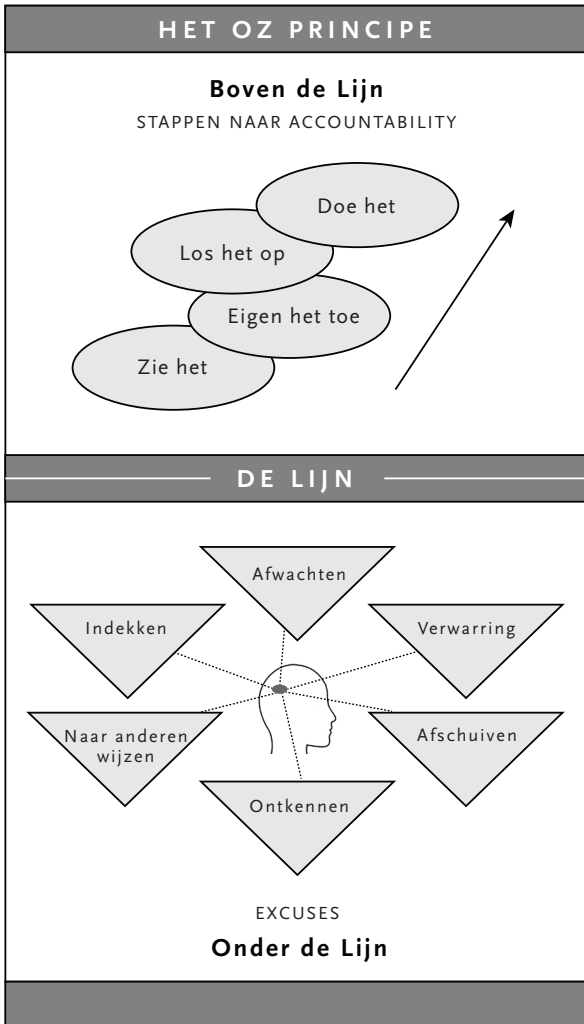 HET OZ PRINCIPE
Boven de Lijn
STAPPEN NAAR ACCOUNTABILITY
Doe het
Los het op
Eigen het toe
Zie het
DE LIJN
Afwachten
Indekken
Verwarring
Naar anderen
wijzen
Afschuiven
Ontkennen
EXCUSES
Onder de Lijn